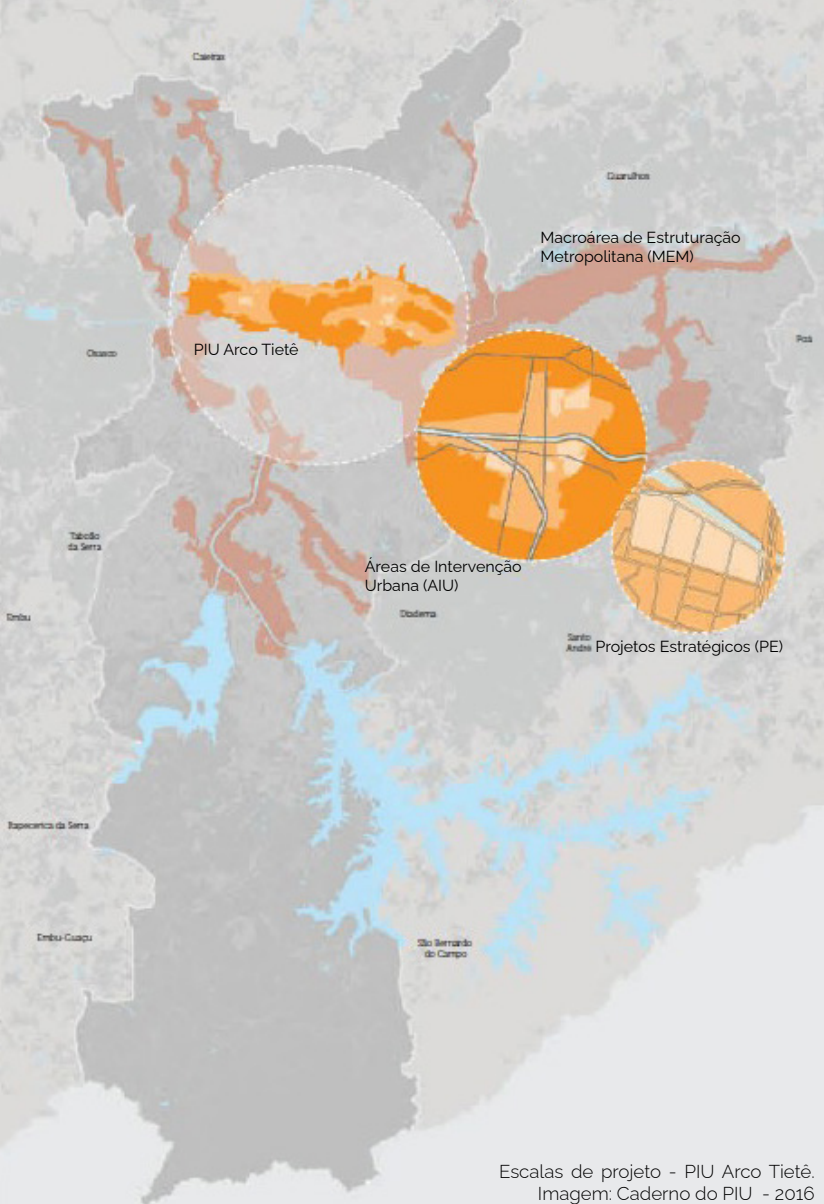 Caieiras
Guarulhos
Macroárea de Estruturação
Metropolitana (MEM)
Poá
PIU Arco Tietê
Osasco
Taboão
da Serra
Áreas de Intervenção
Urbana (AIU)
Embu
Diadema
Santo
André
Projetos Estratégicos (PE)
Itapecerica da Serra
Embu-Guaçu
São Bernardo
do Campo
Escalas de projeto - PIU Arco Tietê.
Imagem: Caderno do PIU - 2016